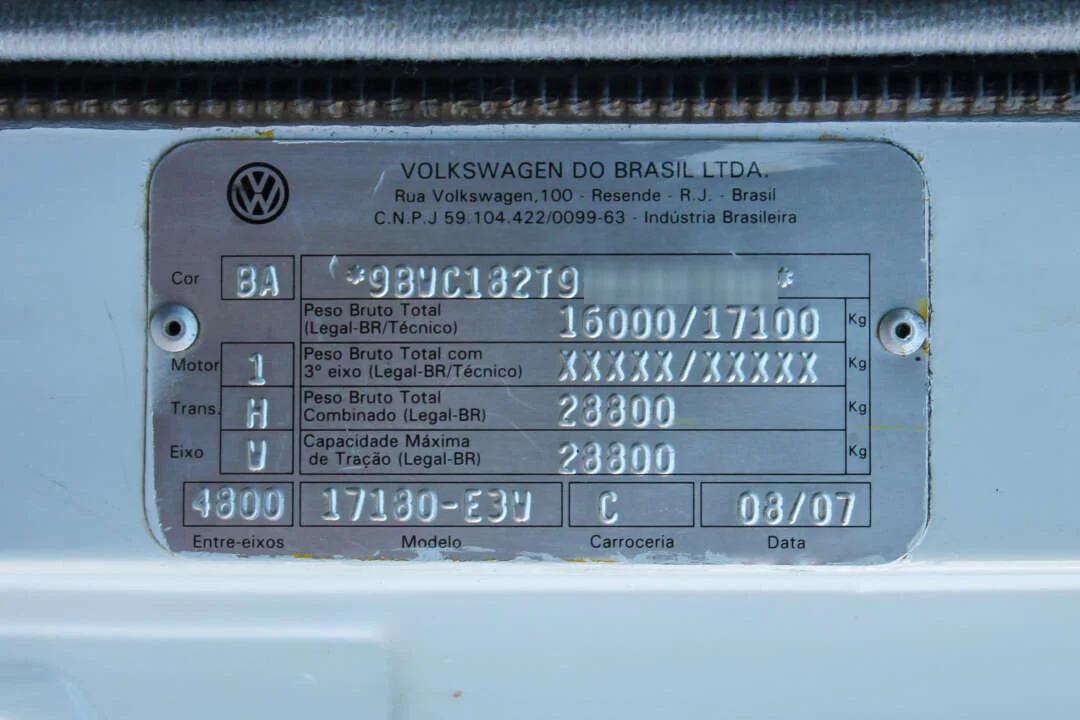 VOLKSWAGEN DO BRASIL LTDA.
Rua Volkswagen, 100 - Resende - R.J. - Brasil
C.N.P.J 59.104.422/0099-63 - Indústria Brasileira
Cor BA *9BWC182T9 *
Peso Bruto Total
(Legal-BR/Técnico) 16000/17100 Kg
Motor 1 Peso Bruto Total com
3º eixo (Legal-BR/Técnico) XXXXX/XXXXX Kg
Trans. H Peso Bruto Total
Combinado (Legal-BR) 28800 Kg
Eixo W Capacidade Máxima
de Tração (Legal-BR) 28800 Kg
4800 17180-E3W C 08/07
Entre-eixos Modelo Carroceria Data